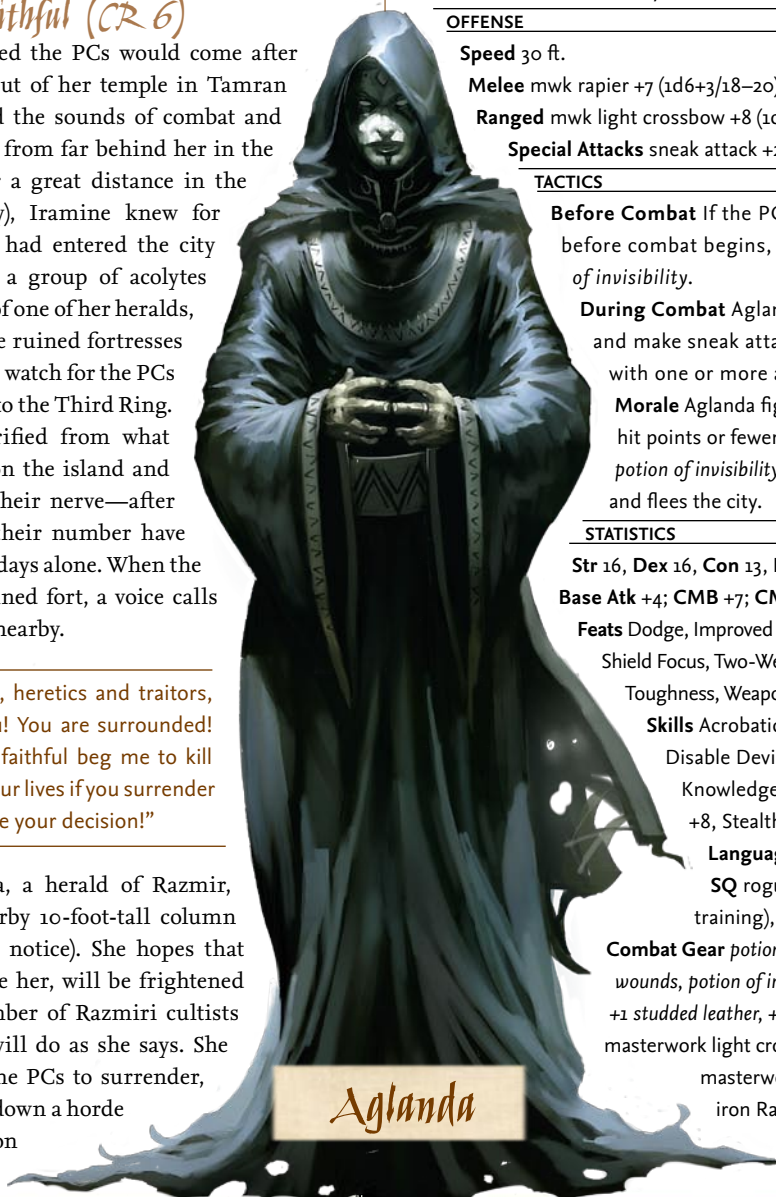 ithful (CR 6)
ed the PCs would come after
ut of her temple in Tamran
d the sounds of combat and
from far behind her in the
a great distance in the
y), Iramine knew for
had entered the city
a group of acolytes
of one of her heralds,
e ruined fortresses
watch for the PCs
to the Third Ring.
rified from what
on the island and
their nerve—after
their number have
days alone. When the
ined fort, a voice calls
nearby.
, heretics and traitors,
! You are surrounded!
faithful beg me to kill
ur lives if you surrender
e your decision!”
a, a herald of Razmir,
rby 10-foot-tall column
notice). She hopes that
e her, will be frightened
mber of Razmiri cultists
will do as she says. She
he PCs to surrender,
down a horde
on
Aglanda
OFFENSE
Speed 30 ft.
Melee mwk rapier +7 (1d6+3/18–20)
Ranged mwk light crossbow +8 (1d
Special Attacks sneak attack +2
TACTICS
Before Combat If the PC
before combat begins,
of invisibility.
During Combat Aglan
and make sneak atta
with one or more a
Morale Aglanda fig
hit points or fewer
potion of invisibility
and flees the city.
STATISTICS
Str 16, Dex 16, Con 13, I
Base Atk +4; CMB +7; CM
Feats Dodge, Improved
Shield Focus, Two-We
Toughness, Weapo
Skills Acrobatic
Disable Devi
Knowledge
+8, Stealth
Langua
SQ rogu
training),
Combat Gear potion
wounds, potion of in
+1 studded leather, +
masterwork light cro
masterwo
iron Ra